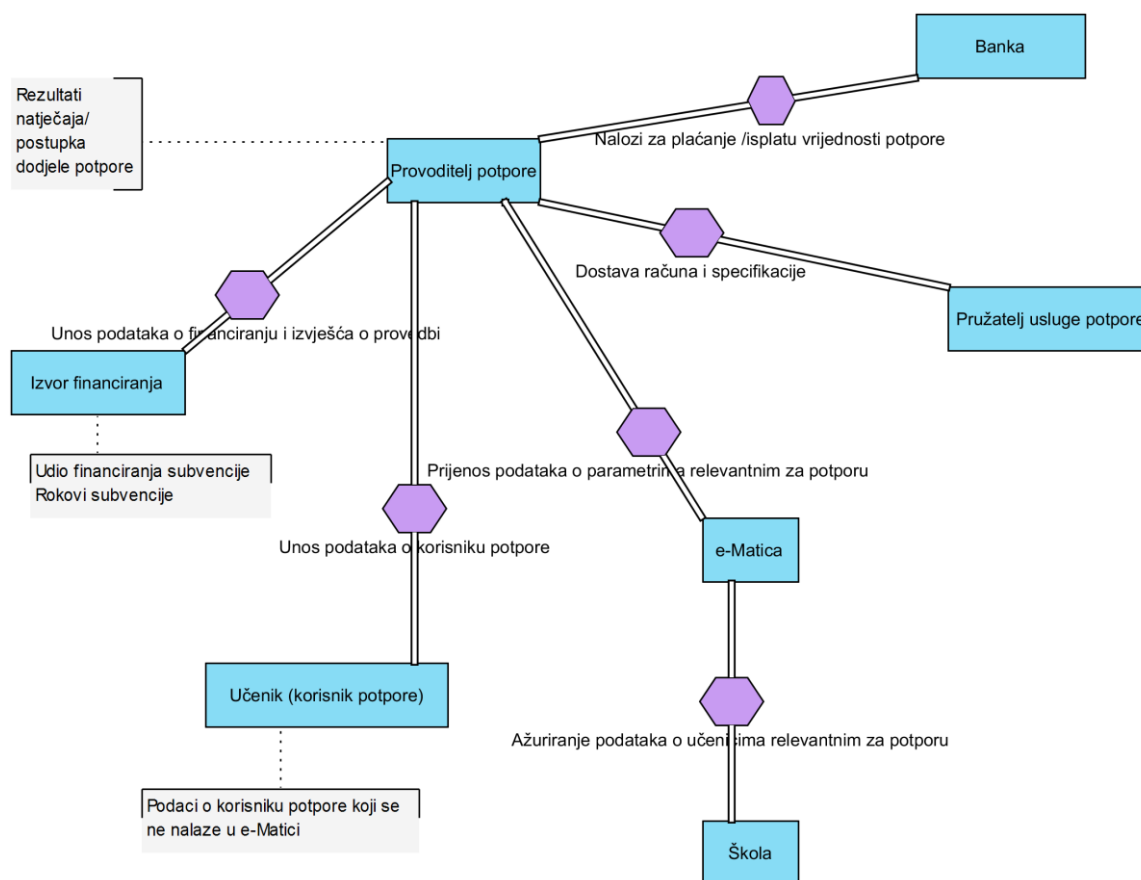 Banka
Rezultati
natječaja/
postupka
dodjele potpore
Nalozi za plaćanje /isplatu vrijednosti potpore
Provoditelj potpore
Dostava računa i specifikacije
Pružatelj usluge potpore
Unos podataka o financiranju i izvješća o provedbi
Izvor financiranja
Udio financiranja subvencije
Rokovi subvencije
Prijenos podataka o parametrima relevantnim za potporu
Unos podataka o korisniku potpore
e-Matica
Učenik (korisnik potpore)
Ažuriranje podataka o učenicima relevantnim za potporu
Podaci o korisniku potpore koji se
ne nalaze u e-Matici
Škola